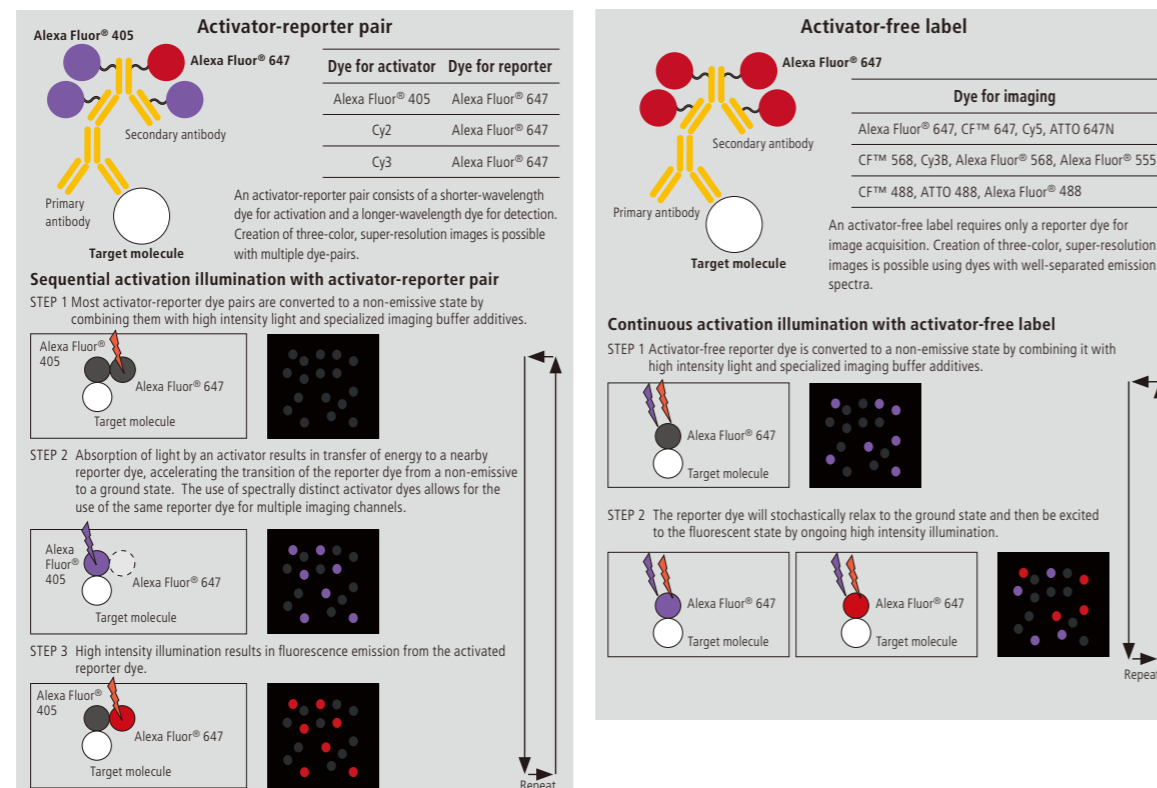 Activator-reporter pair
Alexa Fluor® 405
Alexa Fluor® 647
Secondary antibody
Primary
antibody
Target molecule
Dye for activator Dye for reporter
Alexa Fluor® 405 Alexa Fluor® 647
Cy2 Alexa Fluor® 647
Cy3 Alexa Fluor® 647
An activator-reporter pair consists of a shorter-wavelength
dye for activation and a longer-wavelength dye for detection.
Creation of three-color, super-resolution images is possible
with multiple dye-pairs.
Sequential activation illumination with activator-reporter pair
STEP 1 Most activator-reporter dye pairs are converted to a non-emissive state by
combining them with high intensity light and specialized imaging buffer additives.
Alexa Fluor®
405
Alexa Fluor® 647
Target molecule
STEP 2 Absorption of light by an activator results in transfer of energy to a nearby
reporter dye, accelerating the transition of the reporter dye from a non-emissive
to a ground state. The use of spectrally distinct activator dyes allows for the
use of the same reporter dye for multiple imaging channels.
Alexa
Fluor®
405
Alexa Fluor® 647
Target molecule
STEP 3 High intensity illumination results in fluorescence emission from the activated
reporter dye.
Alexa Fluor®
405
Alexa Fluor® 647
Target molecule
Repeat
Activator-free label
Alexa Fluor® 647
Secondary antibody
Primary antibody
Target molecule
Dye for imaging
Alexa Fluor® 647, CF™ 647, Cy5, ATTO 647N
CF™ 568, Cy3B, Alexa Fluor® 568, Alexa Fluor® 555
CF™ 488, ATTO 488, Alexa Fluor® 488
An activator-free label requires only a reporter dye for
image acquisition. Creation of three-color, super-resolution
images is possible using dyes with well-separated emission
spectra.
Continuous activation illumination with activator-free label
STEP 1 Activator-free reporter dye is converted to a non-emissive state by combining it with
high intensity light and specialized imaging buffer additives.
Alexa Fluor® 647
Target molecule
STEP 2 The reporter dye will stochastically relax to the ground state and then be excited
to the fluorescent state by ongoing high intensity illumination.
Alexa Fluor® 647
Target molecule
Alexa Fluor® 647
Target molecule
Repeat